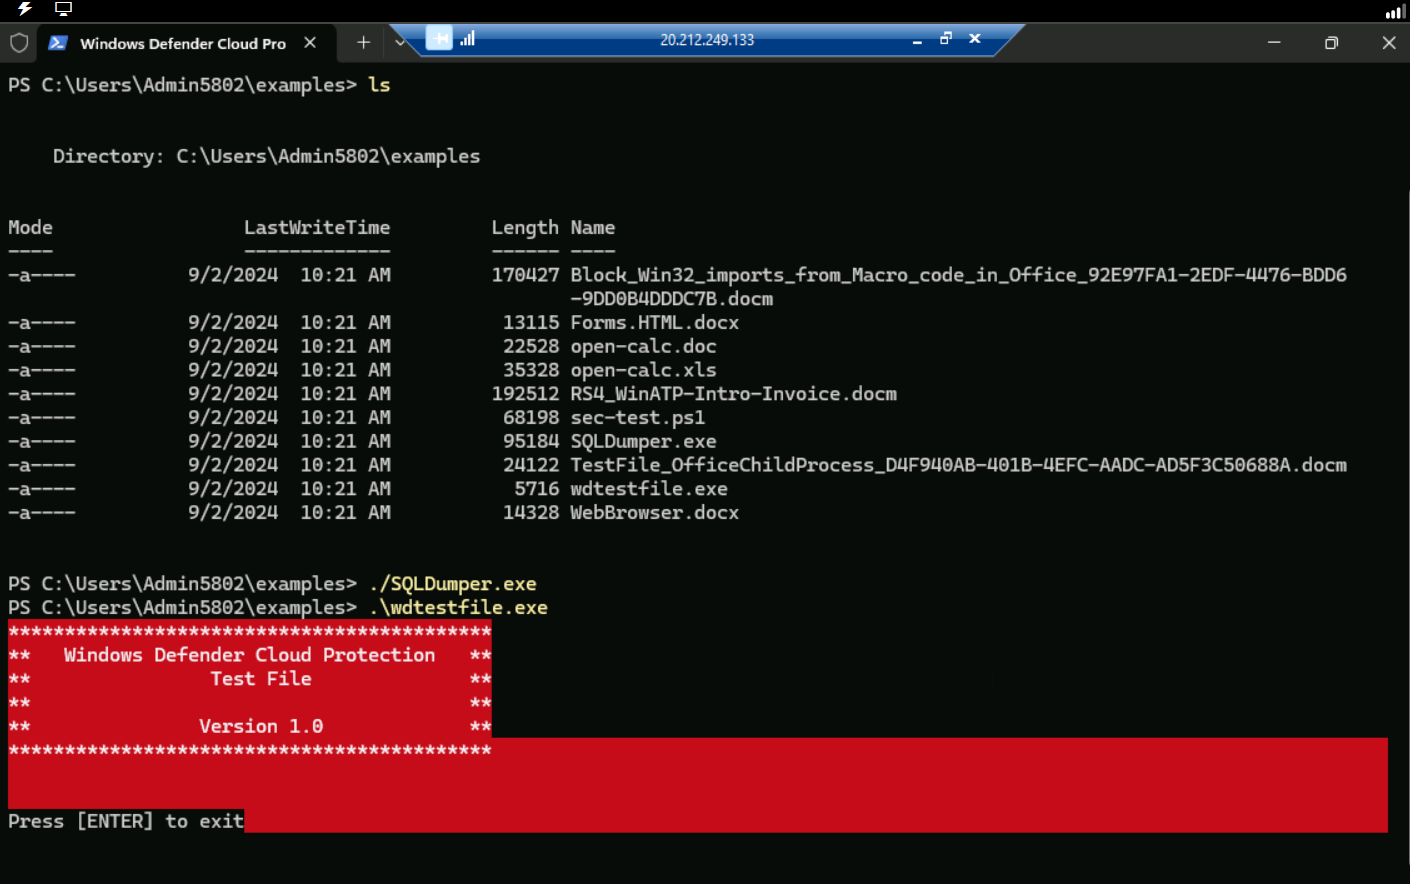 Windows Defender Cloud Pro
20.212.249.133
PS C:\Users\Admin5802\examples> ls
Directory: C:\Users\Admin5802\examples
Mode LastWriteTime Length Name
---- ------------- ------ ----
-a---- 9/2/2024 10:21 AM 170427 Block_Win32_imports_from_Macro_code_in_Office_92E97FA1-2EDF-4476-BDD6
-9DD0B4DDDC7B.docm
-a---- 9/2/2024 10:21 AM 13115 Forms.HTML.docx
-a---- 9/2/2024 10:21 AM 22528 open-calc.doc
-a---- 9/2/2024 10:21 AM 35328 open-calc.xls
-a---- 9/2/2024 10:21 AM 192512 RS4_WinATP-Intro-Invoice.docm
-a---- 9/2/2024 10:21 AM 68198 sec-test.ps1
-a---- 9/2/2024 10:21 AM 95184 SQLDumper.exe
-a---- 9/2/2024 10:21 AM 24122 TestFile_OfficeChildProcess_D4F940AB-401B-4EFC-AADC-AD5F3C50688A.docm
-a---- 9/2/2024 10:21 AM 5716 wdtestfile.exe
-a---- 9/2/2024 10:21 AM 14328 WebBrowser.docx
PS C:\Users\Admin5802\examples> ./SQLDumper.exe
PS C:\Users\Admin5802\examples> .\wdtestfile.exe
*******************************************
** Windows Defender Cloud Protection **
** Test File **
** **
** Version 1.0 **
*******************************************
Press [ENTER] to exit